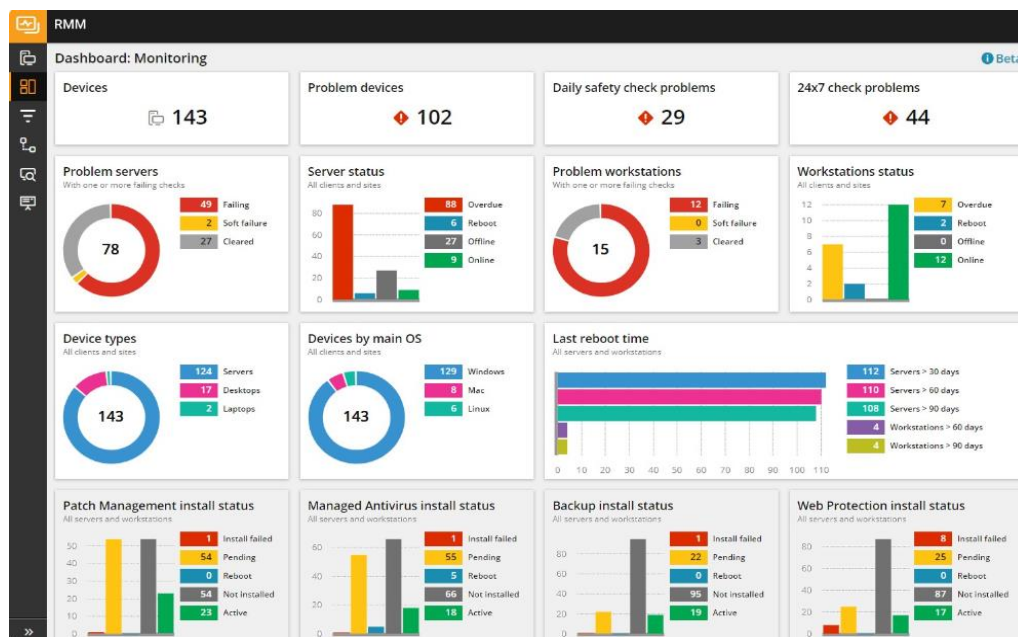 RMM
Dashboard: Monitoring
Beta
Devices
143
Problem devices
102
Daily safety check problems
29
24x7 check problems
44
Problem servers
With one or more failing checks
78
49 Failing
2 Soft failure
27 Cleared
Server status
All clients and sites
80
60
40
20
0
88 Overdue
6 Reboot
27 Offline
9 Online
Problem workstations
With one or more failing checks
15
12 Failing
0 Soft failure
3 Cleared
Workstations status
All clients and sites
12
10
8
6
4
2
0
7 Overdue
2 Reboot
0 Offline
12 Online
Device types
All clients and sites
143
124 Servers
17 Desktops
2 Laptops
Devices by main OS
All clients and sites
143
129 Windows
8 Mac
6 Linux
Last reboot time
All servers and workstations
0 10 20 30 40 50 60 70 80 90 100 110
112 Servers > 30 days
110 Servers > 60 days
108 Servers > 90 days
4 Workstations > 60 days
4 Workstations > 90 days
Patch Management install status
All servers and workstations
50
40
30
20
10
0
1 Install failed
54 Pending
0 Reboot
54 Not installed
23 Active
Managed Antivirus install status
All servers and workstations
60
40
20
0
1 Install failed
55 Pending
5 Reboot
66 Not installed
18 Active
Backup install status
All servers and workstations
80
60
40
20
0
1 Install failed
22 Pending
0 Reboot
95 Not installed
19 Active
Web Protection install status
All servers and workstations
80
60
40
20
0
8 Install failed
25 Pending
0 Reboot
87 Not installed
17 Active